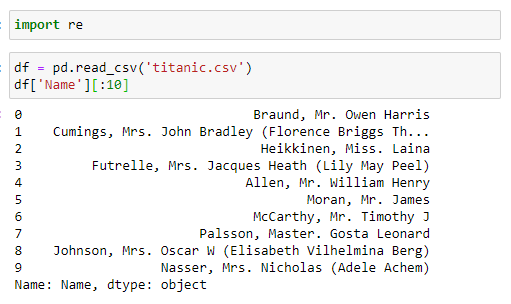 import re
df = pd.read_csv('titanic.csv')
df['Name'][:10]
0 Braund, Mr. Owen Harris
1 Cumings, Mrs. John Bradley (Florence Briggs Th...
2 Heikkinen, Miss. Laina
3 Futrelle, Mrs. Jacques Heath (Lily May Peel)
4 Allen, Mr. William Henry
5 Moran, Mr. James
6 McCarthy, Mr. Timothy J
7 Palsson, Master. Gosta Leonard
8 Johnson, Mrs. Oscar W (Elisabeth Vilhelmina Berg)
9 Nasser, Mrs. Nicholas (Adele Achem)
Name: Name, dtype: object